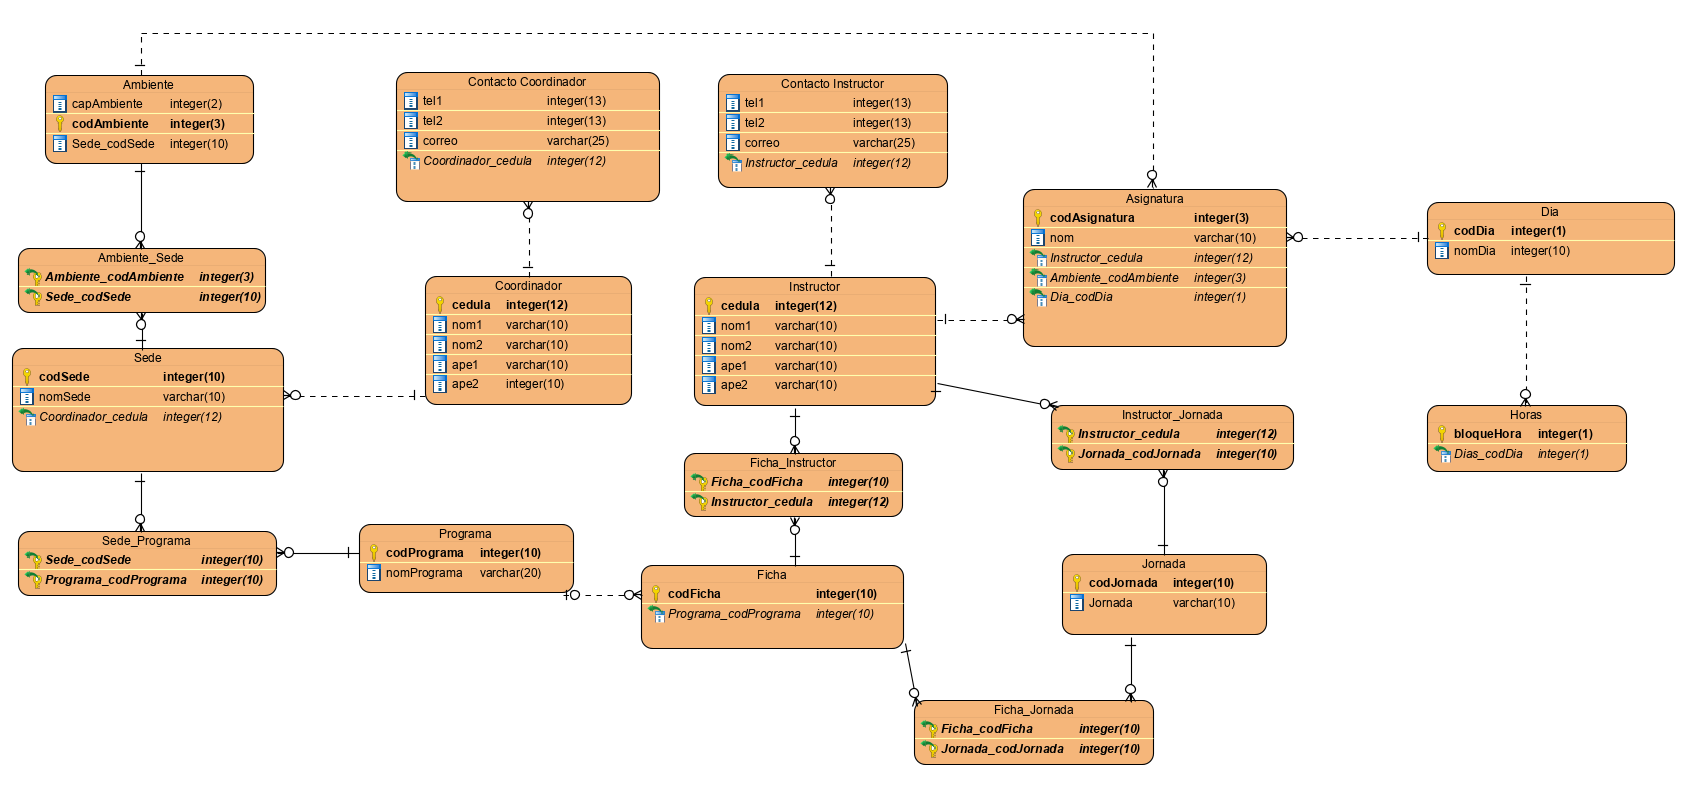 Ambiente
capAmbiente integer(2)
codAmbiente integer(3)
Sede_codSede integer(10)
Contacto Coordinador
tel1 integer(13)
tel2 integer(13)
correo varchar(25)
Coordinador_cedula integer(12)
Contacto Instructor
tel1 integer(13)
tel2 integer(13)
correo varchar(25)
Instructor_cedula integer(12)
Asignatura
codAsignatura integer(3)
nom varchar(10)
Instructor_cedula integer(12)
Ambiente_codAmbiente integer(3)
Dia_codDia integer(1)
Dia
codDia integer(1)
nomDia integer(10)
Ambiente_Sede
Ambiente_codAmbiente integer(3)
Sede_codSede integer(10)
Coordinador
cedula integer(12)
nom1 varchar(10)
nom2 varchar(10)
ape1 varchar(10)
ape2 integer(10)
Instructor
cedula integer(12)
nom1 varchar(10)
nom2 varchar(10)
ape1 varchar(10)
ape2 varchar(10)
Sede
codSede integer(10)
nomSede varchar(10)
Coordinador_cedula integer(12)
Instructor_Jornada
Instructor_cedula integer(12)
Jornada_codJornada integer(10)
Horas
bloqueHora integer(1)
Dias_codDia integer(1)
Ficha_Instructor
Ficha_codFicha integer(10)
Instructor_cedula integer(12)
Sede_Programa
Sede_codSede integer(10)
Programa_codPrograma integer(10)
Programa
codPrograma integer(10)
nomPrograma varchar(20)
Ficha
codFicha integer(10)
Programa_codPrograma integer(10)
Jornada
codJornada integer(10)
Jornada varchar(10)
Ficha_Jornada
Ficha_codFicha integer(10)
Jornada_codJornada integer(10)